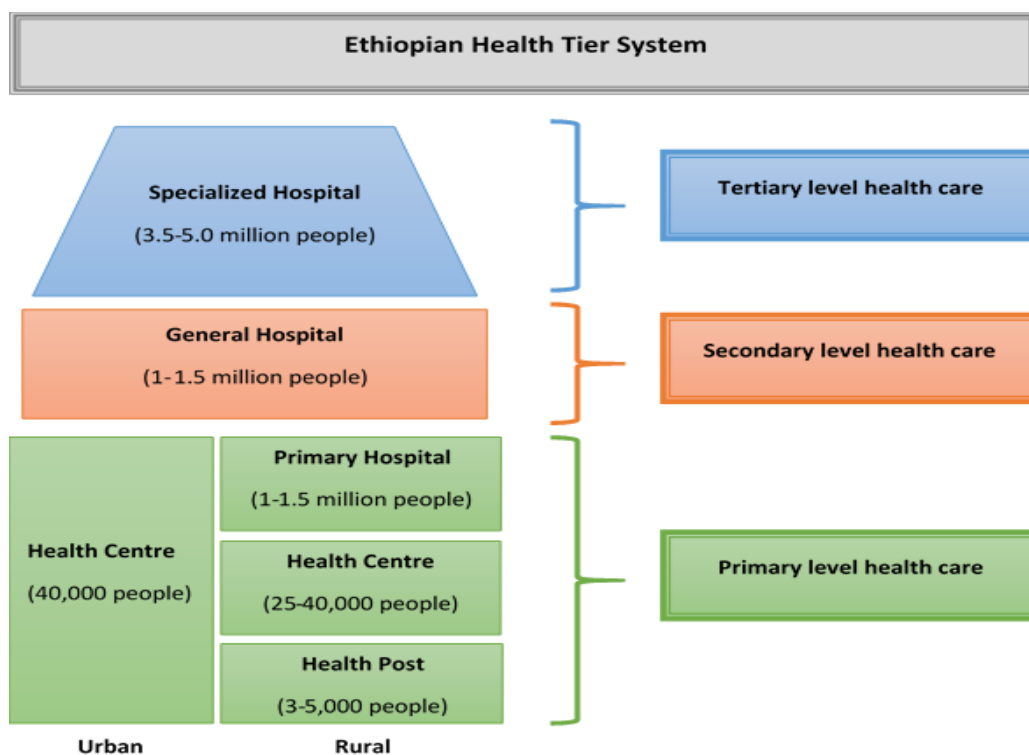 Ethiopian Health Tier System
Specialized Hospital
(3.5-5.0 million people)
Tertiary level health care
General Hospital
(1-1.5 million people)
Secondary level health care
Health Centre
(40,000 people)
Primary Hospital
(1-1.5 million people)
Health Centre
(25-40,000 people)
Health Post
(3-5,000 people)
Primary level health care
Urban
Rural